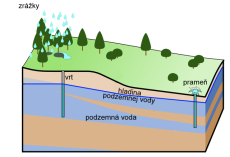 zrážky
prameň
vrt
hladina
podzemnej vody
podzemná voda